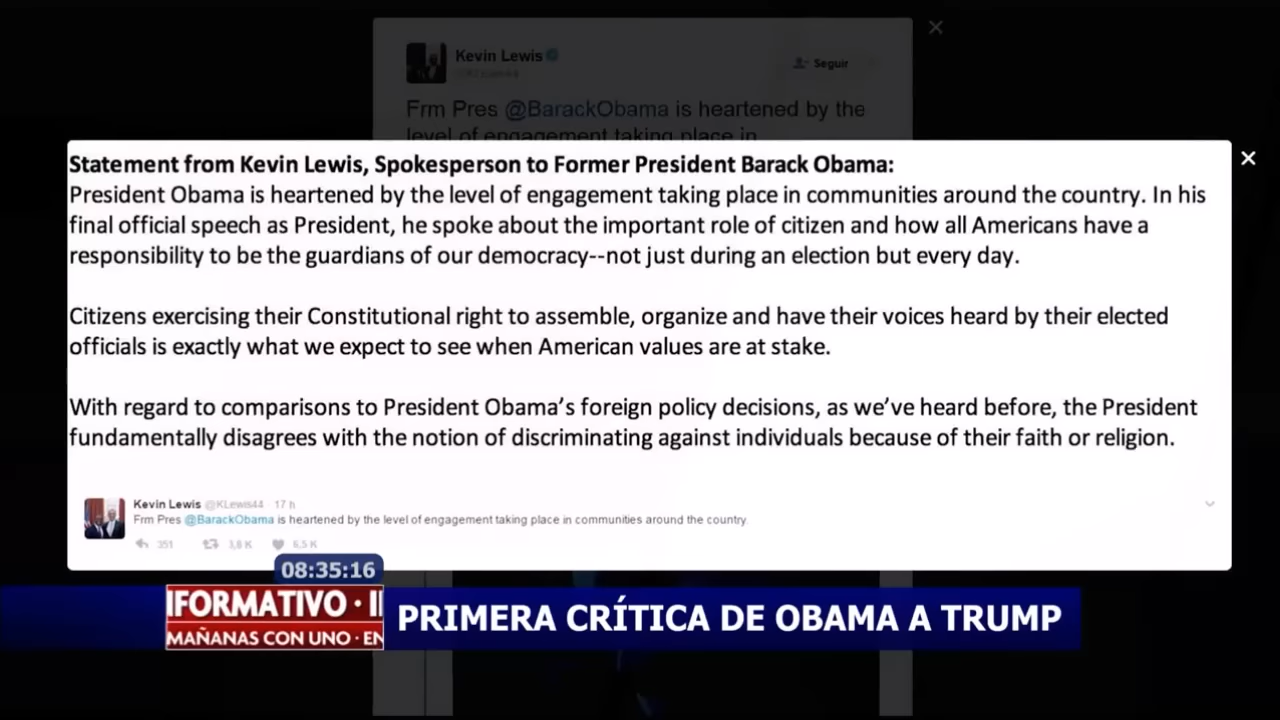 Kevin Lewis
Seguir
Frm Pres @BarackObama is heartened by the
level of engagement taking place in
Statement from Kevin Lewis, Spokesperson to Former President Barack Obama:
President Obama is heartened by the level of engagement taking place in communities around the country. In his
final official speech as President, he spoke about the important role of citizen and how all Americans have a
responsibility to be the guardians of our democracy--not just during an election but every day.
Citizens exercising their Constitutional right to assemble, organize and have their voices heard by their elected
officials is exactly what we expect to see when American values are at stake.
With regard to comparisons to President Obama's foreign policy decisions, as we've heard before, the President
fundamentally disagrees with the notion of discriminating against individuals because of their faith or religion.
Kevin Lewis @KLewis44 · 17 h
Frm Pres @BarackObama is heartened by the level of engagement taking place in communities around the country
351 3,8 K 6,5 K
08:35:16
IFORMATIVO · II
MAÑANAS CON UNO · EN
PRIMERA CRÍTICA DE OBAMA A TRUMP